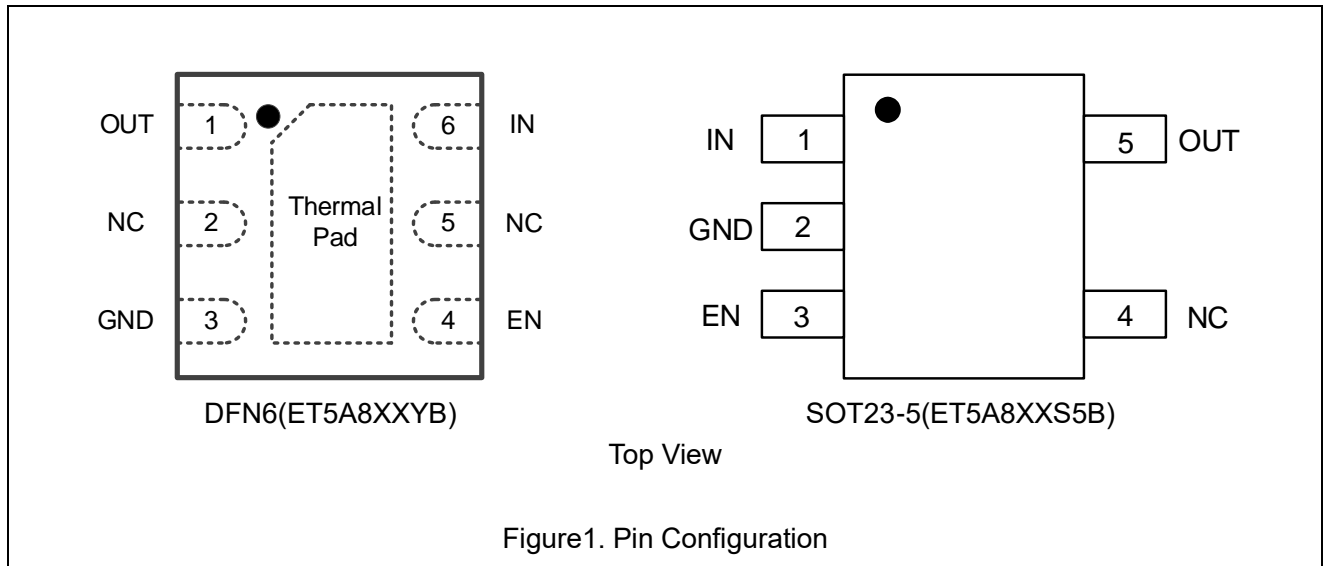 OUT 1 6 IN
NC 2 Thermal Pad 5 NC
GND 3 4 EN
DFN6(ET5A8XXYB)
IN 1 5 OUT
GND 2
EN 3 4 NC
SOT23-5(ET5A8XXS5B)
Top View
Figure1. Pin Configuration